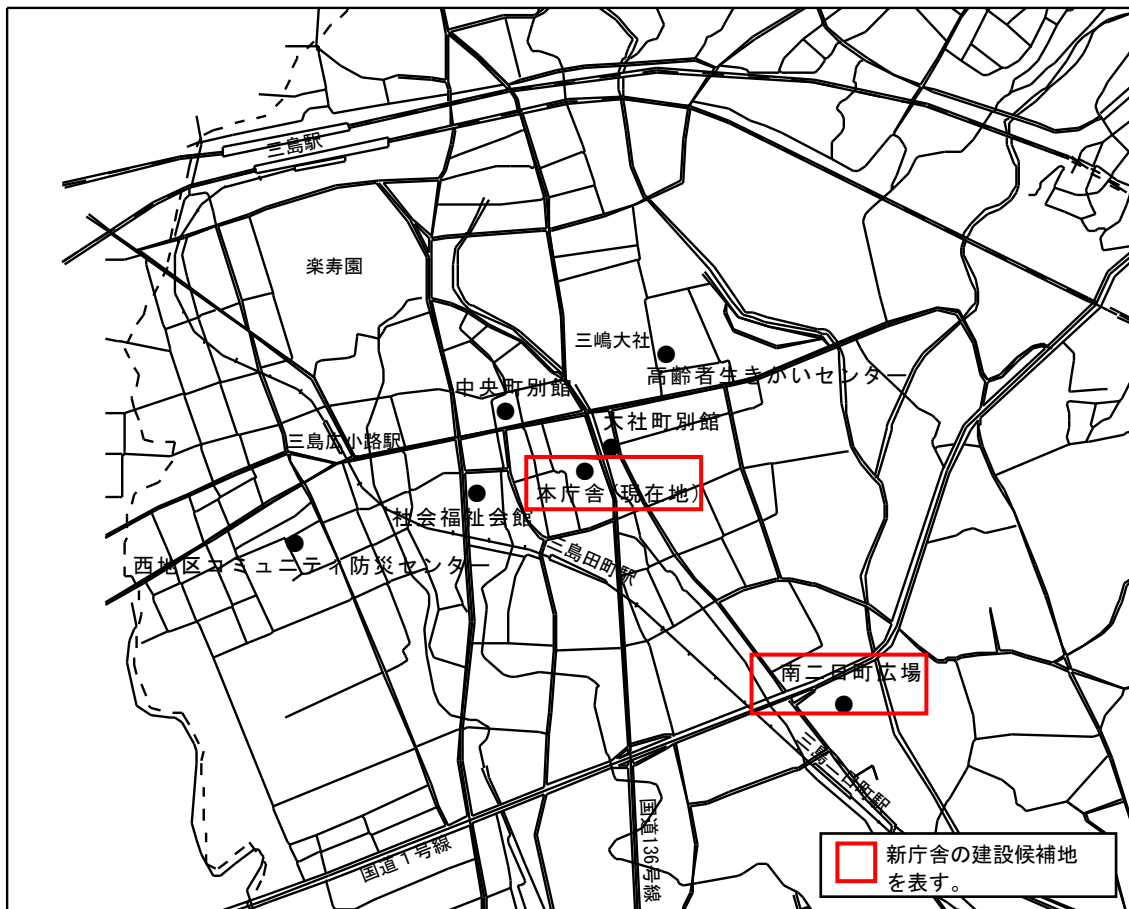 三島駅
楽寿園
三嶋大社
高齢者生きがいセンター
中央町別館
大社町別館
三島広小路駅
本庁舎(現在地)
社会福祉会館
三島田町駅
西地区コミュニティ防災センター
南二日町広場
三島二日町駅
国道136号線
国道1号線
新庁舎の建設候補地
を表す。